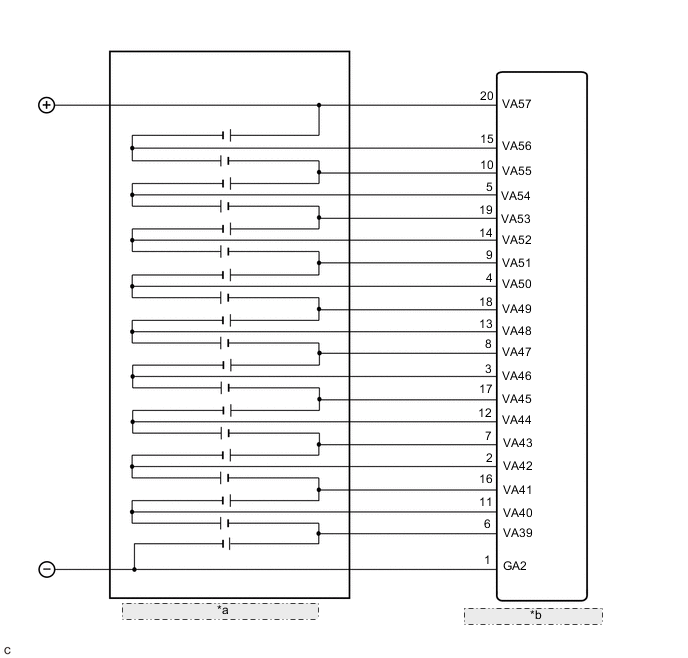 20 VA57
15 VA56
10 VA55
5 VA54
19 VA53
14 VA52
9 VA51
4 VA50
18 VA49
13 VA48
8 VA47
3 VA46
17 VA45
12 VA44
7 VA43
2 VA42
16 VA41
11 VA40
6 VA39
1 GA2
*a
*b
c